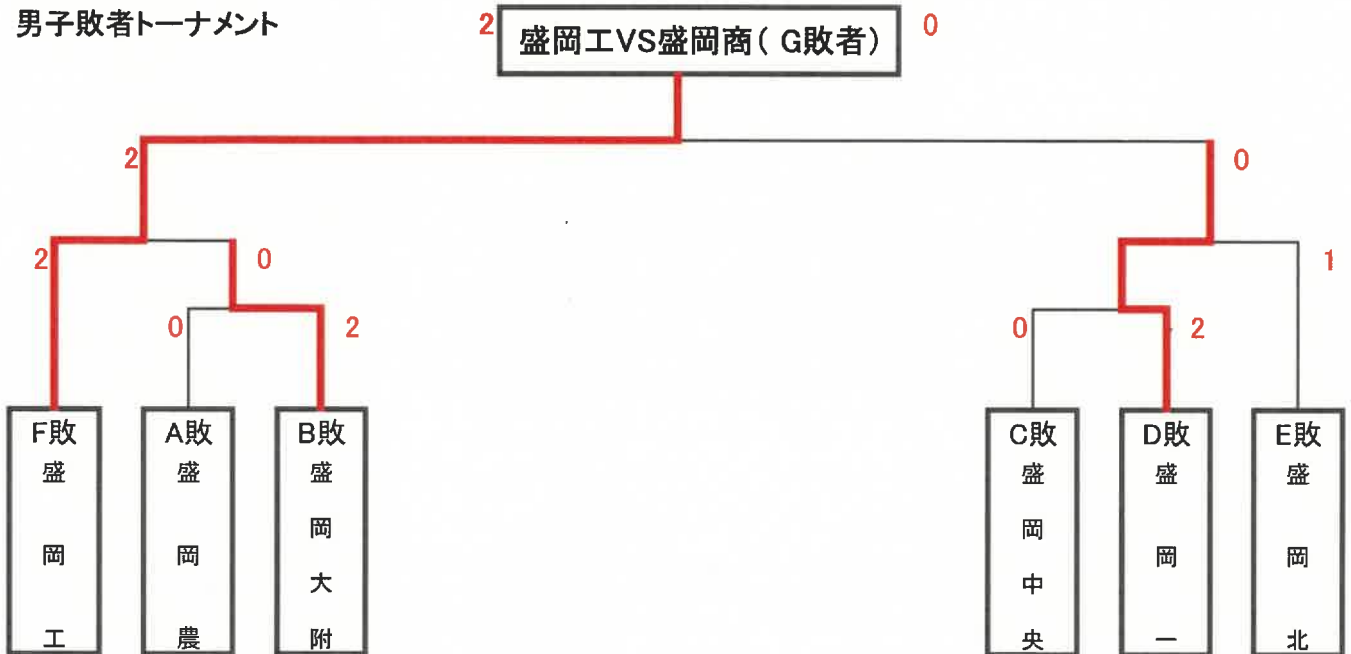 男子敗者トーナメント
2 盛岡工VS盛岡商( G敗者) 0
2 0
2 0 1
0 2 0 2
F敗 A敗 B敗 C敗 D敗 E敗
盛岡工
盛岡農
盛岡大附
盛岡中央
盛岡一
盛岡北